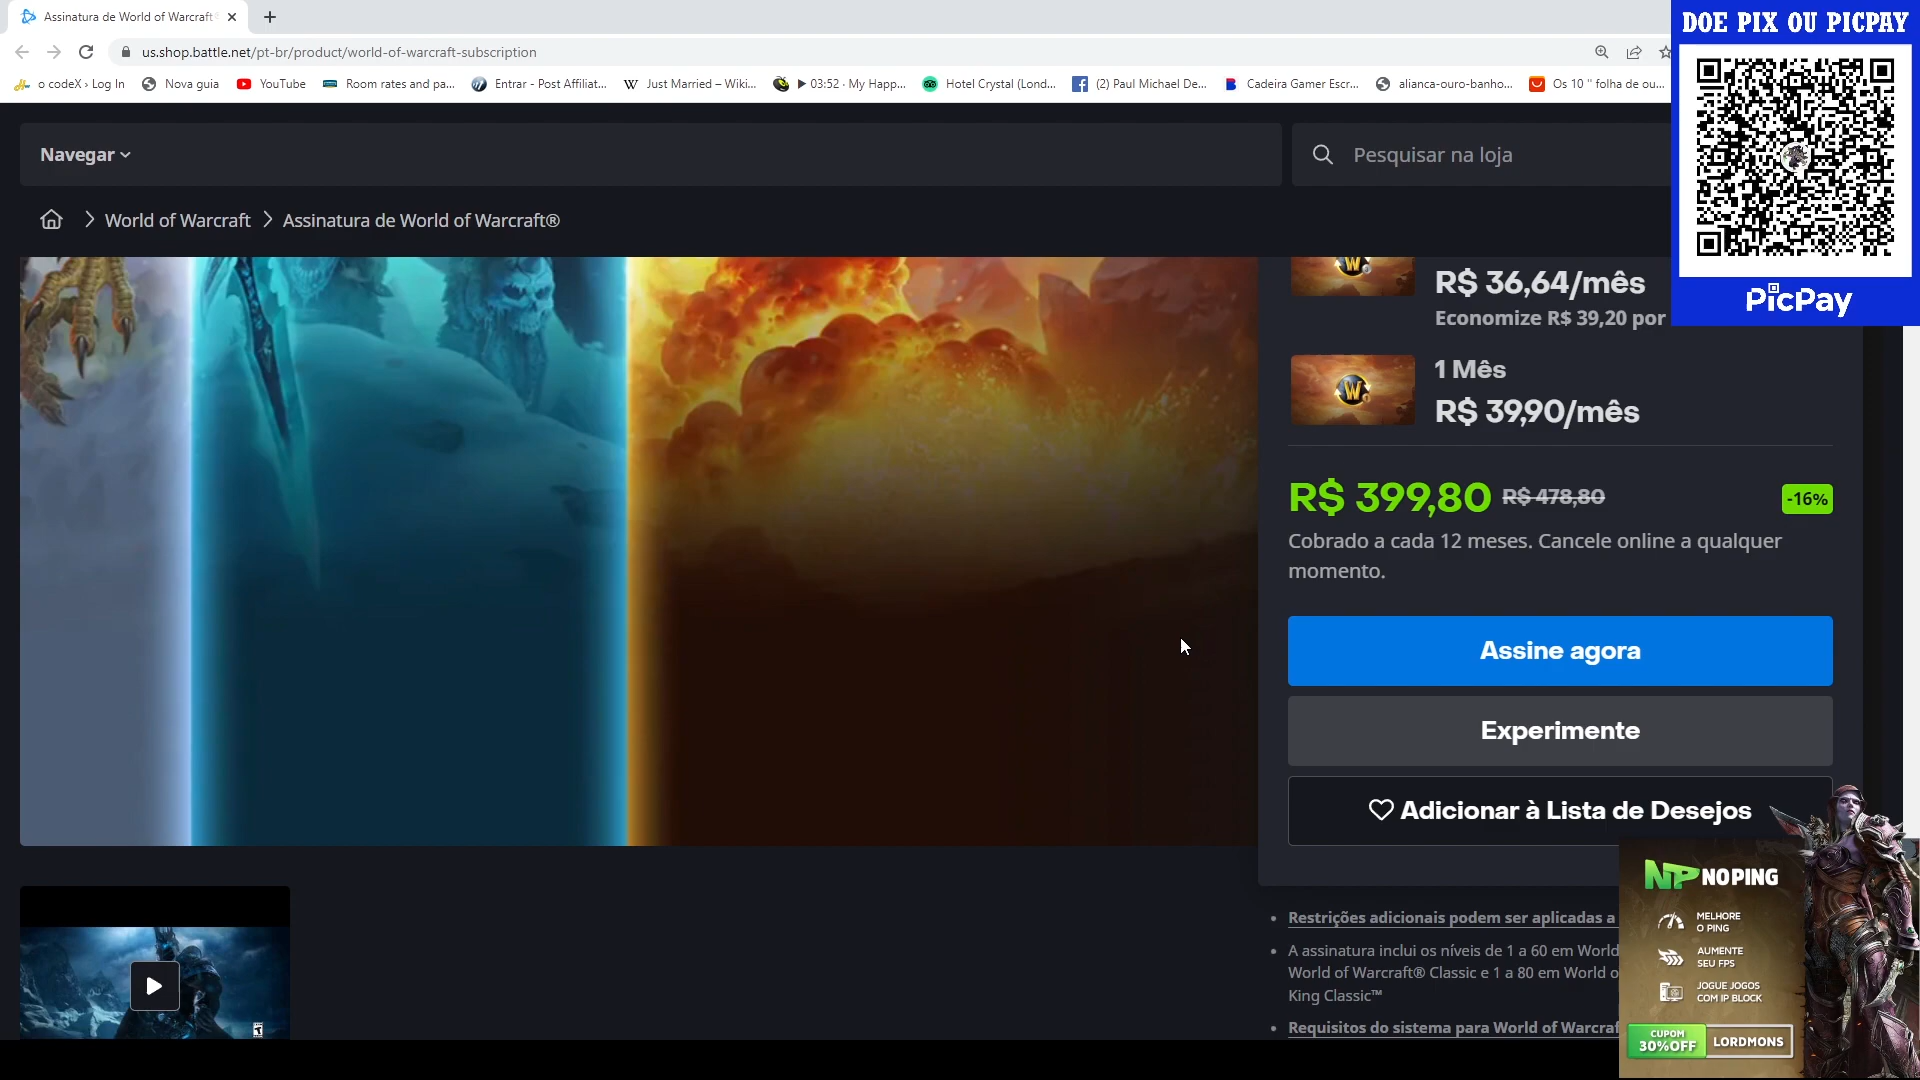 Assinatura de World of Warcraft
us.shop.battle.net/pt-br/product/world-of-warcraft-subscription
o codeX › Log In
Nova guia
YouTube
Room rates and pa...
Entrar - Post Affiliat...
Just Married – Wiki...
03:52 · My Happ...
Hotel Crystal (Lond...
(2) Paul Michael De...
Cadeira Gamer Escr...
alianca-ouro-banho...
Os 10 " folha de ou...
DOE PIX OU PICPAY
PicPay
Navegar
Pesquisar na loja
World of Warcraft
Assinatura de World of Warcraft®
R$ 36,64/mês
Economize R$ 39,20 por
1 Mês
R$ 39,90/mês
R$ 399,80 R$ 478,80 -16%
Cobrado a cada 12 meses. Cancele online a qualquer
momento.
Assine agora
Experimente
Adicionar à Lista de Desejos
Restrições adicionais podem ser aplicadas a
A assinatura inclui os níveis de 1 a 60 em World
World of Warcraft® Classic e 1 a 80 em World o
King Classic™
Requisitos do sistema para World of Warcraf
NP NOPING
MELHORE
O PING
AUMENTE
SEU FPS
JOGUE JOGOS
COM IP BLOCK
CUPOM
30%OFF
LORDMONS